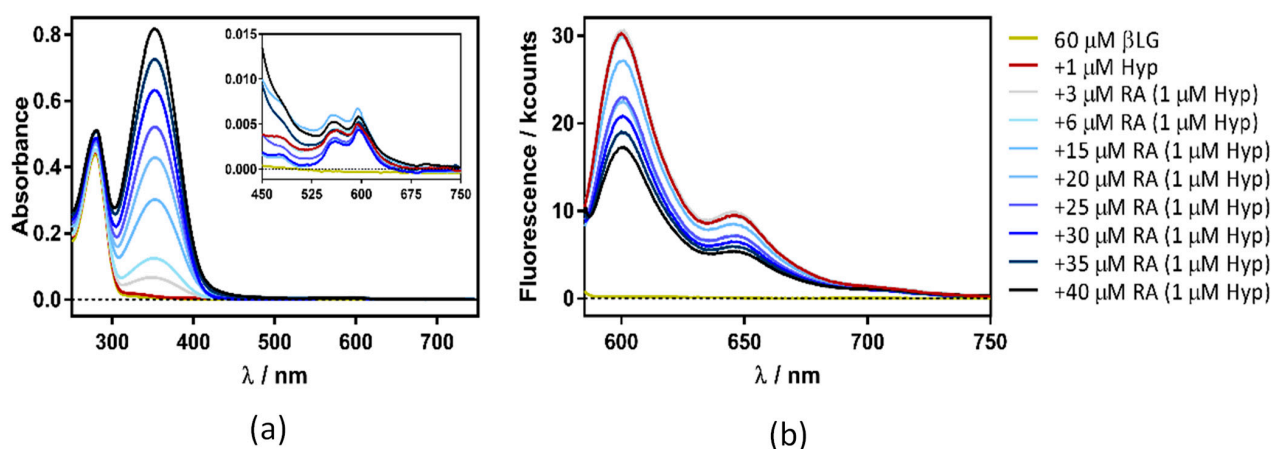 0.8
0.6
0.4
0.2
0.0
Absorbance
300 400 500 600 700
λ / nm
0.015
0.010
0.005
0.000
450 525 600 675 750
(a)
30
20
10
0
Fluorescence / kcounts
600 650 700 750
λ / nm
(b)
60 μM βLG
+1 μM Hyp
+3 μM RA (1 μM Hyp)
+6 μM RA (1 μM Hyp)
+15 μM RA (1 μM Hyp)
+20 μM RA (1 μM Hyp)
+25 μM RA (1 μM Hyp)
+30 μM RA (1 μM Hyp)
+35 μM RA (1 μM Hyp)
+40 μM RA (1 μM Hyp)